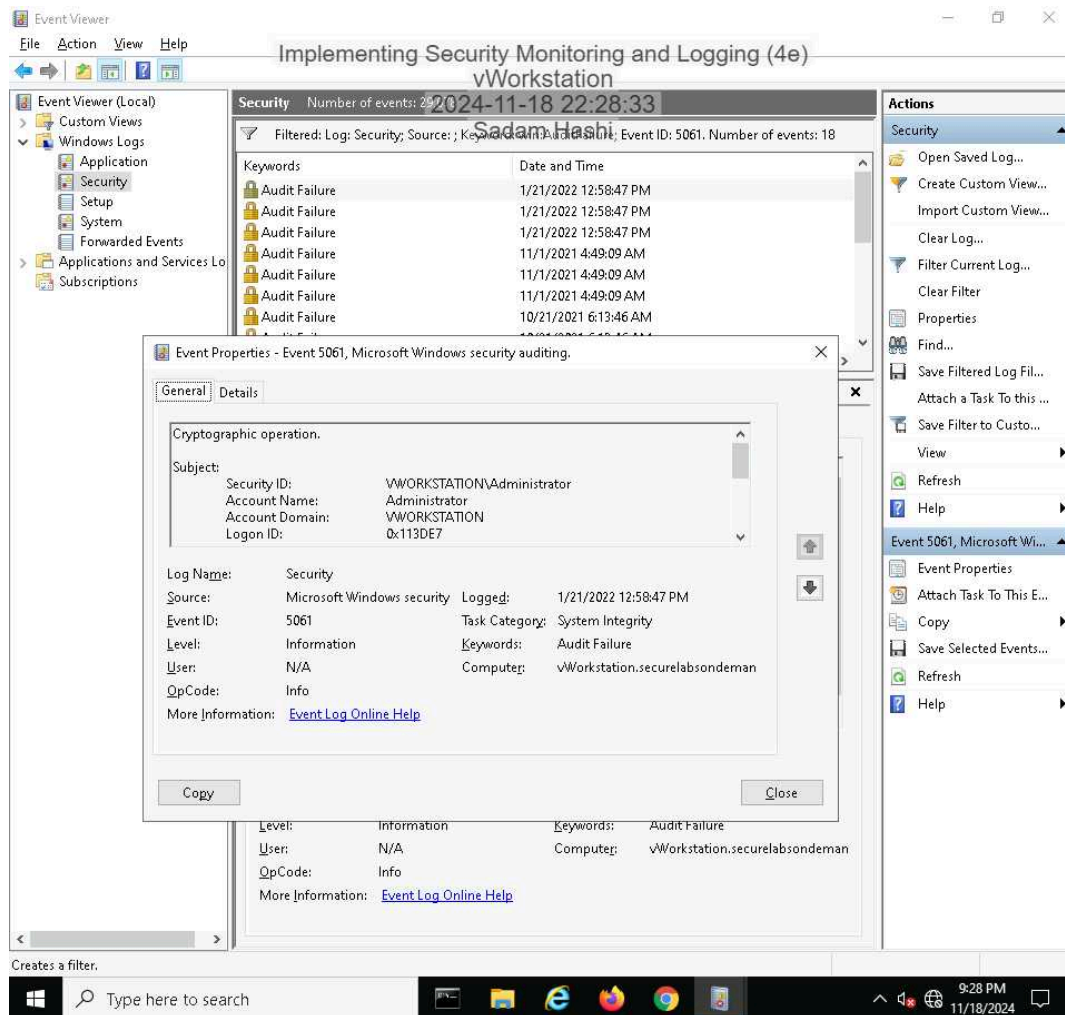 Event Viewer
File Action View Help
Implementing Security Monitoring and Logging (4e)
vWorkstation
2024-11-18 22:28:33
Sadam Hashi
Event Viewer (Local)
Custom Views
Windows Logs
Application
Security
Setup
System
Forwarded Events
Applications and Services Lo
Subscriptions
Security Number of events:
Filtered: Log: Security; Source: ; Event ID: 5061. Number of events: 18
Keywords Date and Time
Audit Failure 1/21/2022 12:58:47 PM
Audit Failure 1/21/2022 12:58:47 PM
Audit Failure 1/21/2022 12:58:47 PM
Audit Failure 11/1/2021 4:49:09 AM
Audit Failure 11/1/2021 4:49:09 AM
Audit Failure 11/1/2021 4:49:09 AM
Audit Failure 10/21/2021 6:13:46 AM
Event Properties - Event 5061, Microsoft Windows security auditing.
General Details
Cryptographic operation.
Subject:
Security ID: VWORKSTATION\Administrator
Account Name: Administrator
Account Domain: VWORKSTATION
Logon ID: 0x113DE7
Log Name: Security
Source: Microsoft Windows security Logged: 1/21/2022 12:58:47 PM
Event ID: 5061 Task Category: System Integrity
Level: Information Keywords: Audit Failure
User: N/A Computer: vWorkstation.securelabsondeman
OpCode: Info
More Information: Event Log Online Help
Copy Close
Level: Information Keywords: Audit Failure
User: N/A Computer: vWorkstation.securelabsondeman
OpCode: Info
More Information: Event Log Online Help
Actions
Security
Open Saved Log...
Create Custom View...
Import Custom View...
Clear Log...
Filter Current Log...
Clear Filter
Properties
Find...
Save Filtered Log Fil...
Attach a Task To this ...
Save Filter to Custo...
View
Refresh
Help
Event 5061, Microsoft Wi...
Event Properties
Attach Task To This E...
Copy
Save Selected Events...
Refresh
Help
Creates a filter.
Type here to search
9:28 PM
11/18/2024